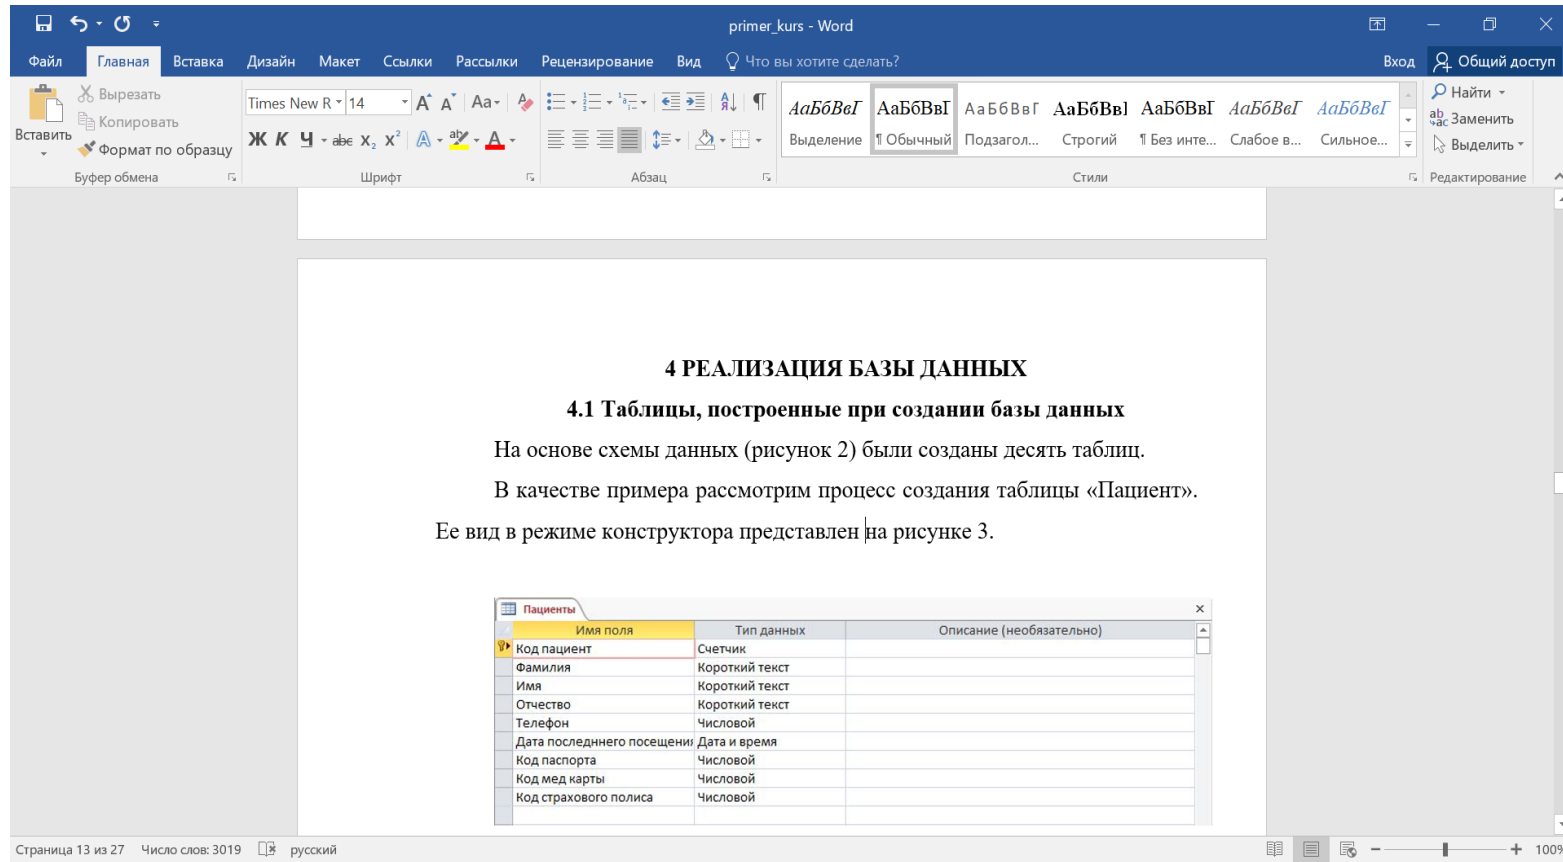 primer_kurs - Word
Файл Главная Вставка Дизайн Макет Ссылки Рассылки Рецензирование Вид Что вы хотите сделать? Вход Общий доступ
Вставить
Вырезать
Копировать
Формат по образцу
Буфер обмена
Times New R 14
Ж К Ч abc X₂ X²
Шрифт
Абзац
АаБбВвГ АаБбВвГ АаБбВвГ АаБбВвІ АаБбВвГ АаБбВвГ АаБбВвГ
Выделение ¶ Обычный Подзагол... Строгий ¶ Без инте... Слабое в... Сильное...
Стили
Найти
Заменить
Выделить
Редактирование
4 РЕАЛИЗАЦИЯ БАЗЫ ДАННЫХ
4.1 Таблицы, построенные при создании базы данных
На основе схемы данных (рисунок 2) были созданы десять таблиц.
В качестве примера рассмотрим процесс создания таблицы «Пациент».
Ее вид в режиме конструктора представлен на рисунке 3.
Пациенты
Имя поля Тип данных Описание (необязательно)
Код пациент Счетчик
Фамилия Короткий текст
Имя Короткий текст
Отчество Короткий текст
Телефон Числовой
Дата последннего посещения Дата и время
Код паспорта Числовой
Код мед карты Числовой
Код страхового полиса Числовой
Страница 13 из 27 Число слов: 3019 русский 100%